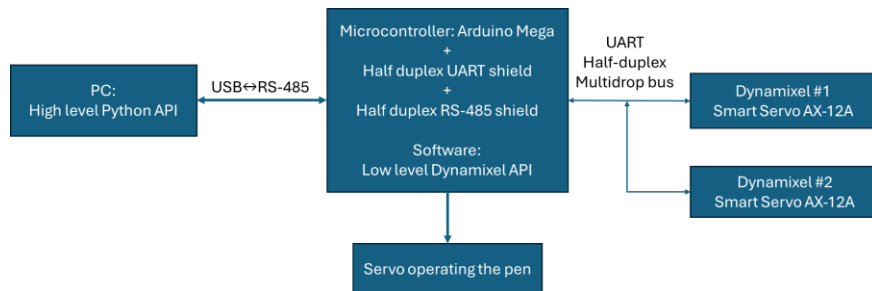 PC:
High level Python API
USB↔RS-485
Microcontroller: Arduino Mega
+
Half duplex UART shield
+
Half duplex RS-485 shield
Software:
Low level Dynamixel API
UART
Half-duplex
Multidrop bus
Dynamixel #1
Smart Servo AX-12A
Dynamixel #2
Smart Servo AX-12A
Servo operating the pen